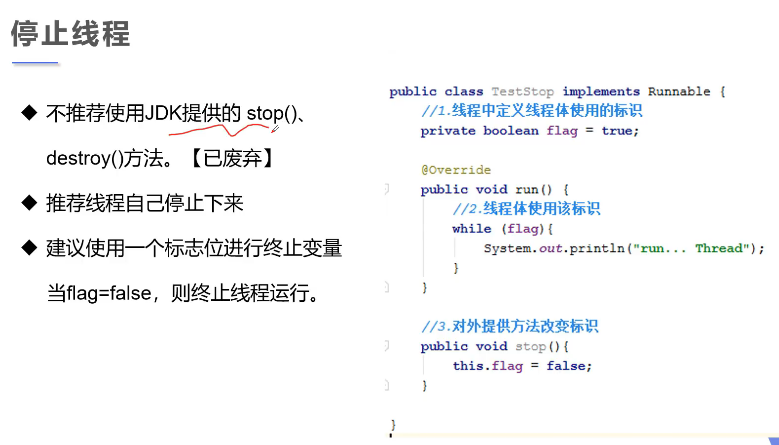 停止线程
◆ 不推荐使用JDK提供的 stop()、
destroy()方法。【已废弃】
◆ 推荐线程自己停止下来
◆ 建议使用一个标志位进行终止变量
当flag=false，则终止线程运行。
public class TestStop implements Runnable {
//1.线程中定义线程体使用的标识
private boolean flag = true;
@Override
public void run() {
//2.线程体使用该标识
while (flag){
System.out.println("run... Thread");
}
}
//3.对外提供方法改变标识
public void stop(){
this.flag = false;
}
}